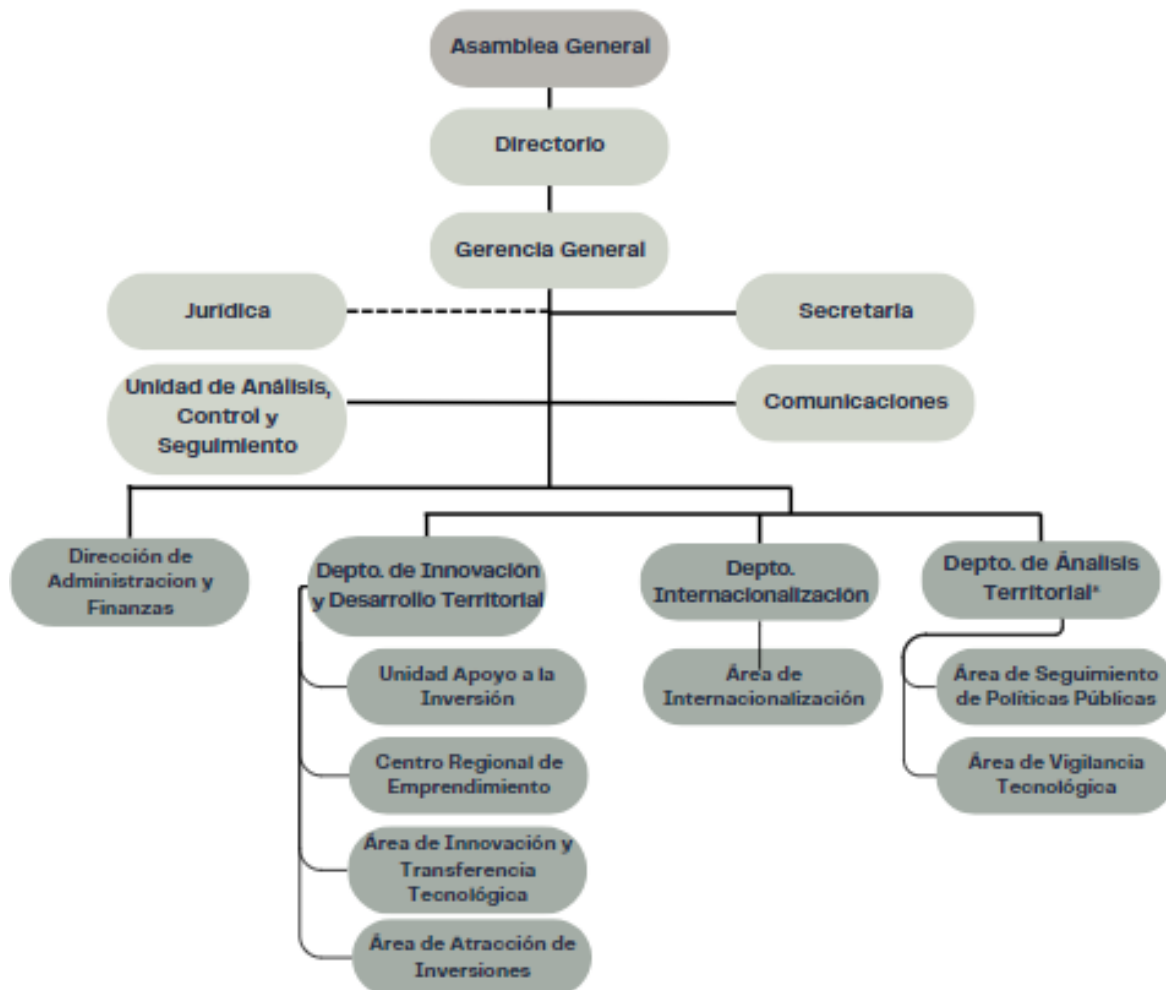 Asamblea General
Directorio
Gerencia General
Jurídica
Secretaria
Unidad de Análisis,
Control y
Seguimiento
Comunicaciones
Dirección de
Administracion y
Finanzas
Depto. de Innovación
y Desarrollo Territorial
Depto.
Internacionalización
Depto. de Ánalisis
Territorial*
Unidad Apoyo a la
Inversión
Centro Regional de
Emprendimiento
Área de Innovación y
Transferencia
Tecnológica
Área de Atracción de
Inversiones
Área de
Internacionalización
Área de Seguimiento
de Políticas Públicas
Área de Vigilancia
Tecnológica